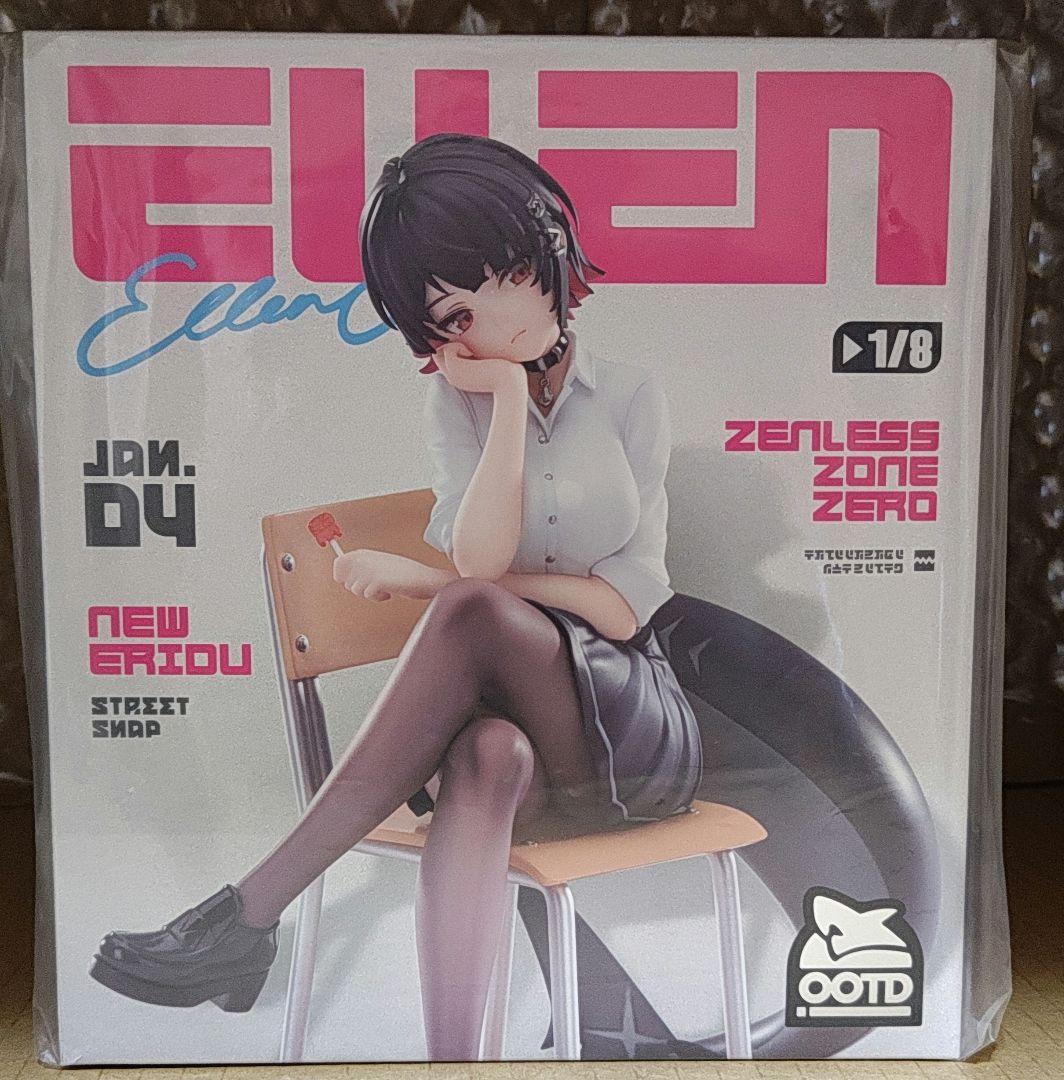 ELLEN
Ellen
1/8
JAN.
04
ZENLESS
ZONE
ZERO
NEW
ERIDU
STREET
SNAP
OOTD